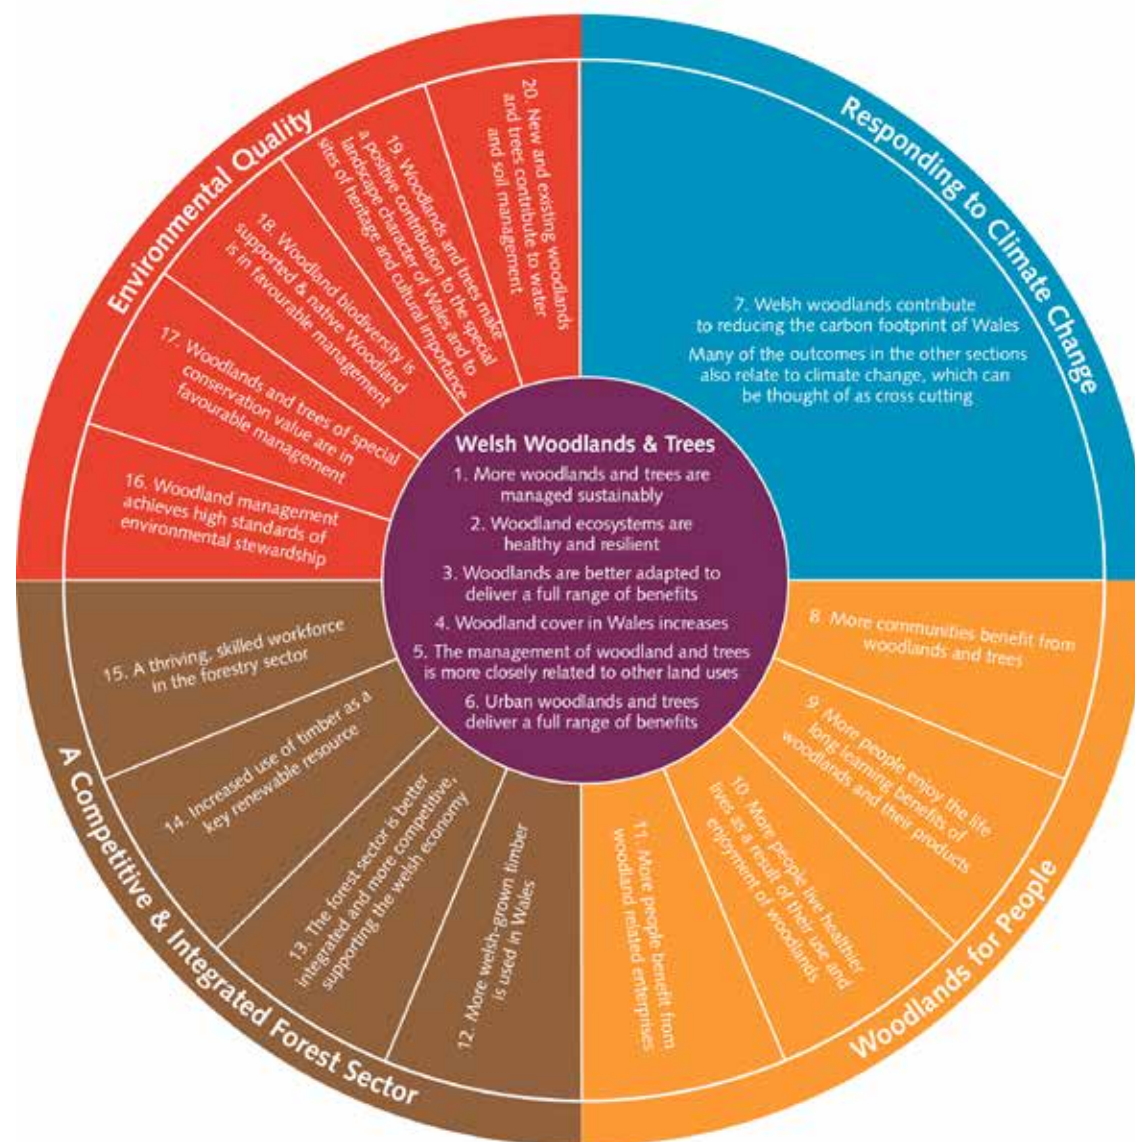 Welsh Woodlands & Trees
1. More woodlands and trees are
managed sustainably
2. Woodland ecosystems are
healthy and resilient
3. Woodlands are better adapted to
deliver a full range of benefits
4. Woodland cover in Wales increases
5. The management of woodland and trees
is more closely related to other land uses
6. Urban woodlands and trees
deliver a full range of benefits
Responding to Climate Change
7. Welsh woodlands contribute
to reducing the carbon footprint of Wales
Many of the outcomes in the other sections
also relate to climate change, which can
be thought of as cross cutting
Woodlands for People
8. More communities benefit from
woodlands and trees
9. More people enjoy the life
long learning benefits of
woodlands and their products
10. More people live healthier
lives as a result of their use and
enjoyment of woodlands
11. More people benefit from
woodland related enterprises
A Competitive & Integrated Forest Sector
12. More welsh-grown timber
is used in Wales
13. The forest sector is better
integrated and more competitive,
supporting the welsh economy
14. Increased use of timber as a
key renewable resource
15. A thriving, skilled workforce
in the forestry sector
Environmental Quality
16. Woodland management
achieves high standards of
environmental stewardship
17. Woodlands and trees of special
conservation value are in
favourable management
18. Woodland biodiversity is
supported & native Woodland
is in favourable management
19. Woodlands and trees make
a positive contribution to the special
landscape character of Wales and to
sites of heritage and cultural importance
20. New and existing woodlands
and trees contribute to water
and soil management